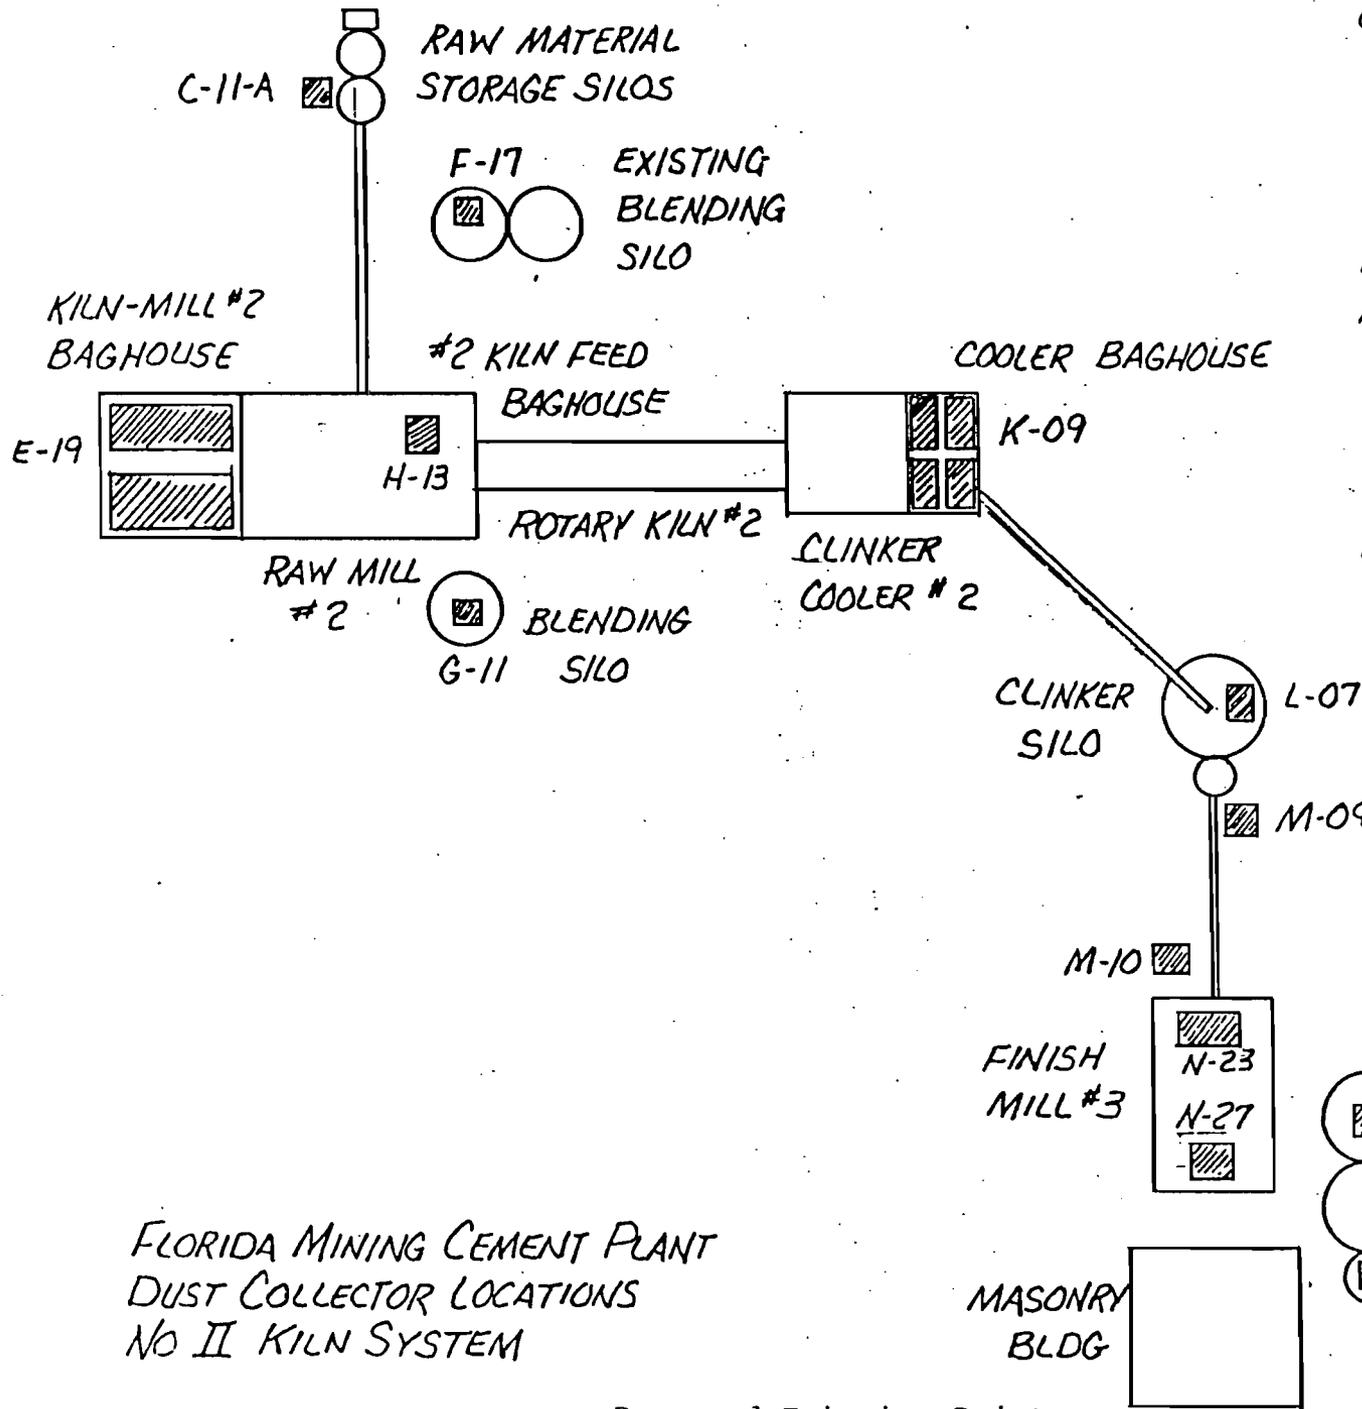 RAW MATERIAL
STORAGE SILOS
C-11-A
F-17
EXISTING
BLENDING
SILO
KILN-MILL #2
BAGHOUSE
#2 KILN FEED
BAGHOUSE
COOLER BAGHOUSE
E-19
H-13
K-09
ROTARY KILN #2
RAW MILL
#2
CLINKER
COOLER # 2
BLENDING
SILO
G-11
CLINKER
SILO
L-07
M-10
FINISH
MILL #3
N-23
N-27
FLORIDA MINING CEMENT PLANT
DUST COLLECTOR LOCATIONS
NO II KILN SYSTEM
MASONRY
BLDG